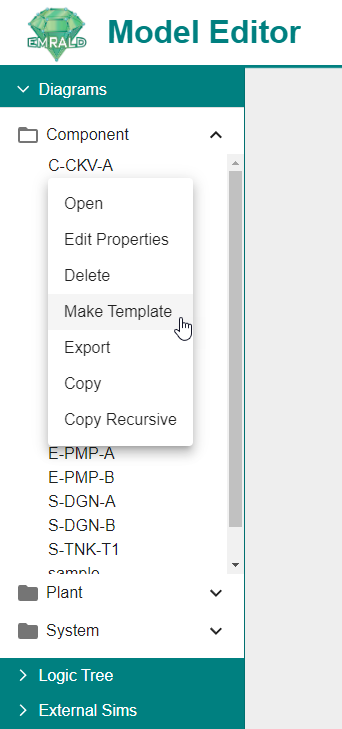 EMRALD
Model Editor
Diagrams
Component
C-CKV-A
Open
Edit Properties
Delete
Make Template
Export
Copy
Copy Recursive
E-PMP-A
E-PMP-B
S-DGN-A
S-DGN-B
S-TNK-T1
sample
Plant
System
Logic Tree
External Sims